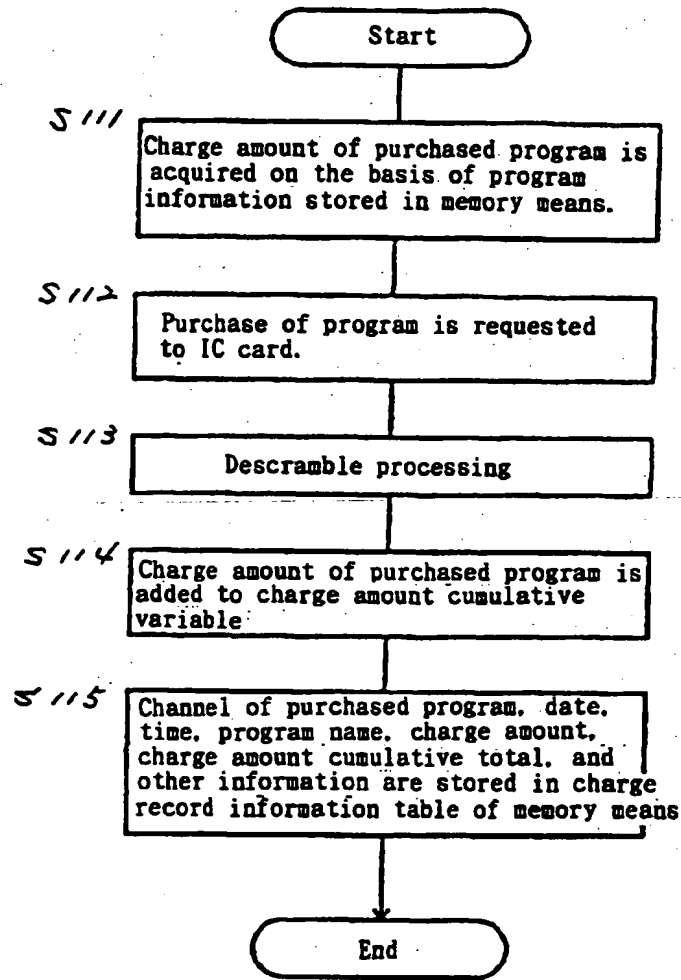 Start
S111
Charge amount of purchased program is
acquired on the basis of program
information stored in memory means.
S112
Purchase of program is requested
to IC card.
S113
Descramble processing
S114
Charge amount of purchased program is
added to charge amount cumulative
variable
S115
Channel of purchased program, date,
time, program name, charge amount,
charge amount cumulative total, and
other information are stored in charge
record information table of memory means
End